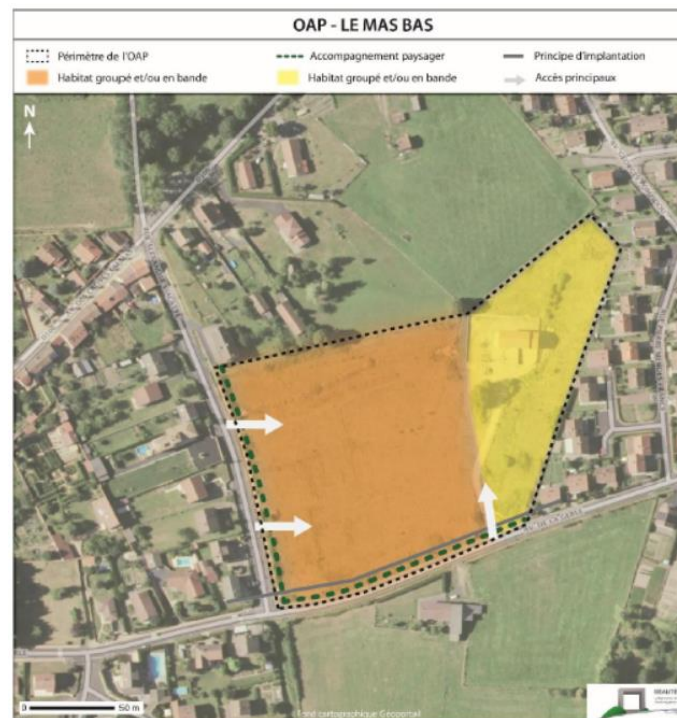 OAP - LE MAS BAS
Périmètre de l'OAP
Accompagnement paysager
Principe d'implantation
Habitat groupé et/ou en bande
Habitat groupé et/ou en bande
Accès principaux
N
0
50 m
Fond cartographique Géoportail